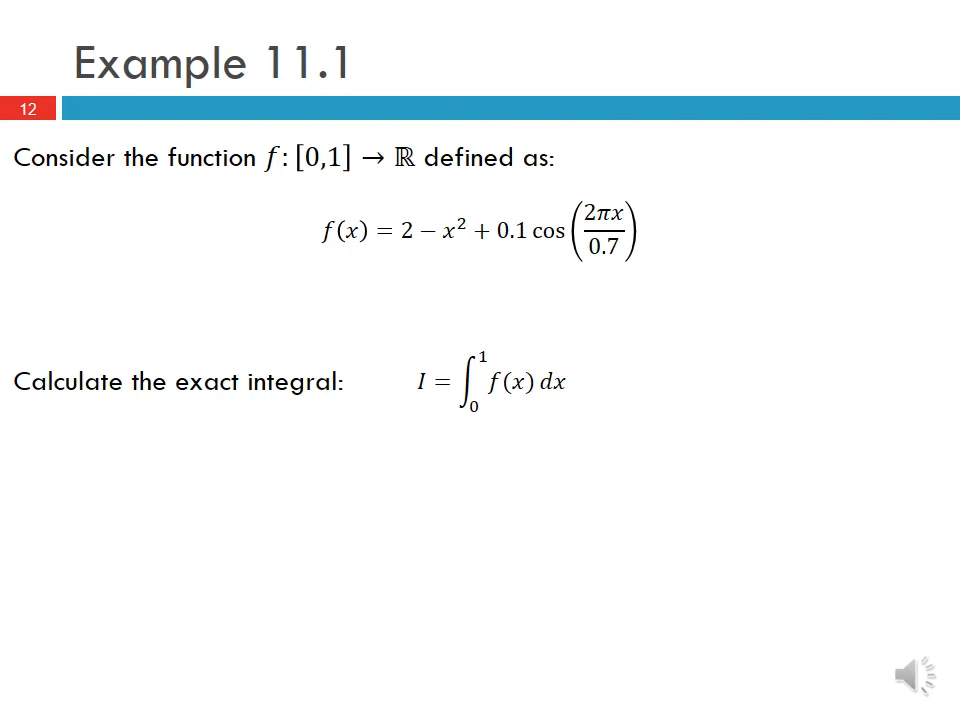 Example 11.1
12
Consider the function f: [0,1] → ℝ defined as:
f(x) = 2 − x² + 0.1 cos(2πx/0.7)
Calculate the exact integral: I = ∫₀¹ f(x) dx